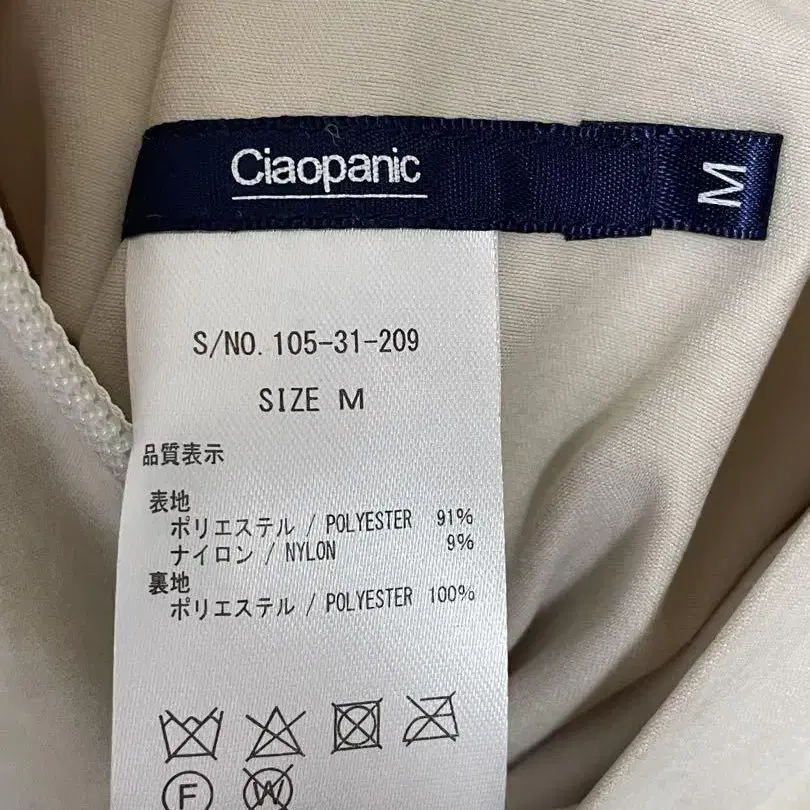 Ciaopanic
M
S/NO. 105-31-209
SIZE M
品質表示
表地
ポリエステル / POLYESTER 91%
ナイロン / NYLON 9%
裏地
ポリエステル / POLYESTER 100%
F W